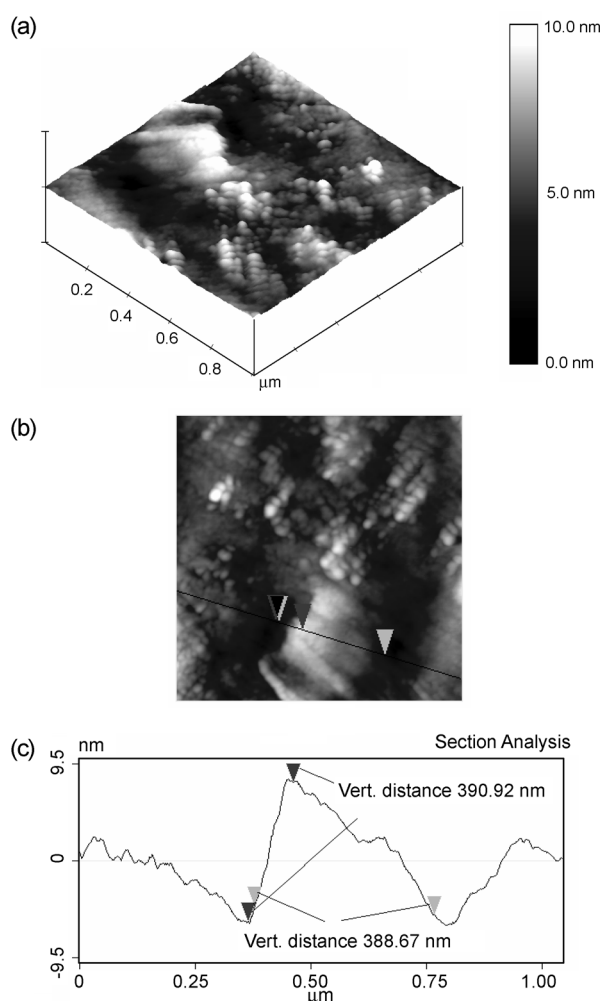 (a)
10.0 nm
5.0 nm
0.0 nm
0.2
0.4
0.6
0.8
μm
(b)
(c)
nm
Section Analysis
9.5
Vert. distance 390.92 nm
0
Vert. distance 388.67 nm
-9.5
0 0.25 0.50 0.75 1.00
μm